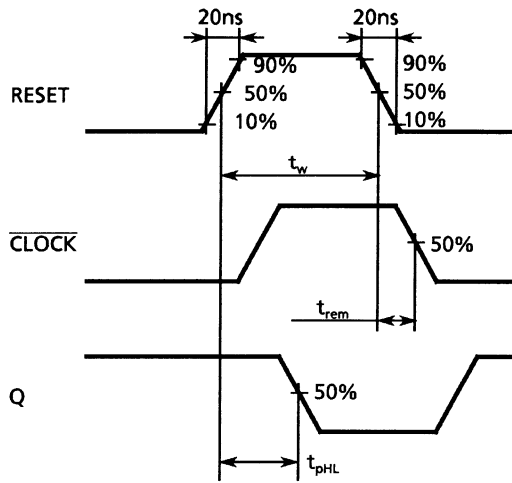 20ns 20ns
90% 90%
RESET 50% 50%
10% 10%
tw
CLOCK 50%
trem
Q 50%
tpHL